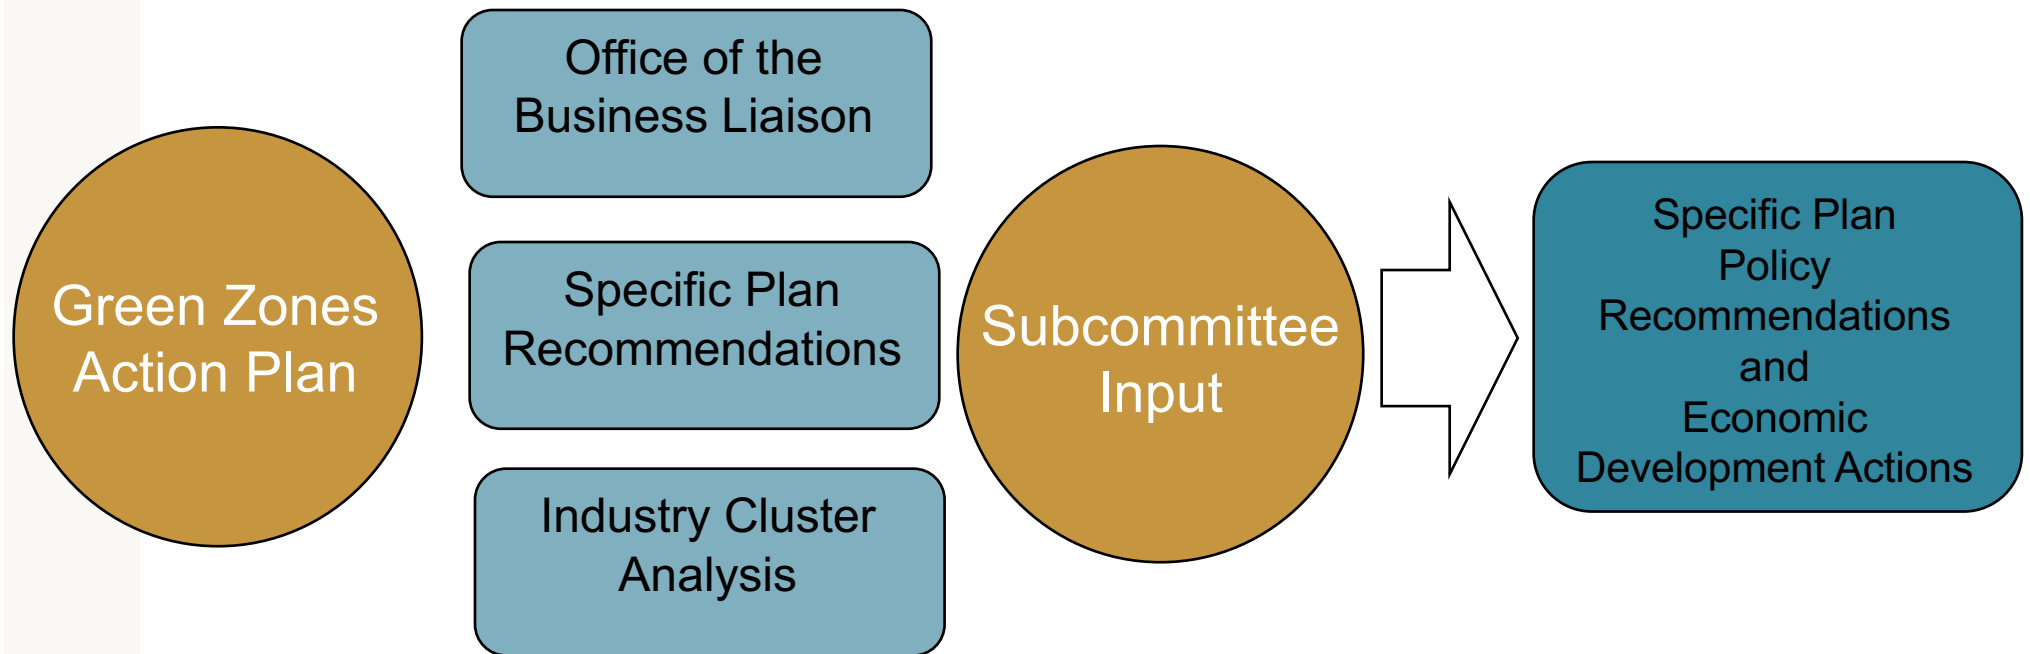 Green Zones
Action Plan
Office of the
Business Liaison
Specific Plan
Recommendations
Industry Cluster
Analysis
Subcommittee
Input
Specific Plan
Policy
Recommendations
and
Economic
Development Actions